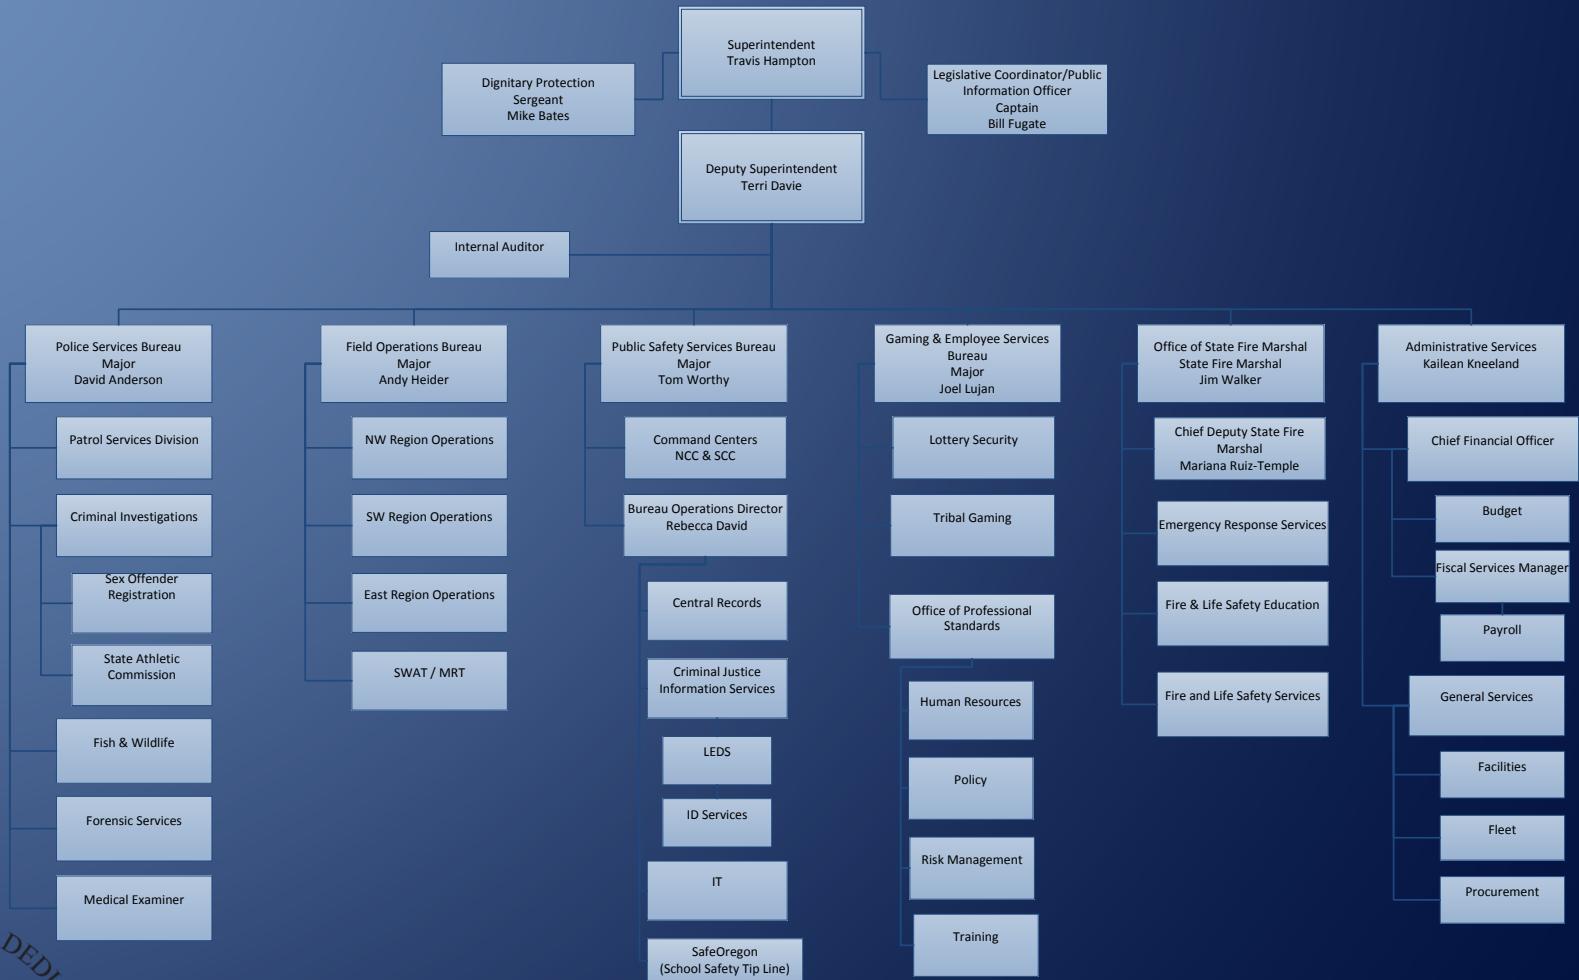 Superintendent
Travis Hampton
Dignitary Protection
Sergeant
Mike Bates
Legislative Coordinator/Public
Information Officer
Captain
Bill Fugate
Deputy Superintendent
Terri Davie
Internal Auditor
Police Services Bureau
Major
David Anderson
Patrol Services Division
Criminal Investigations
Sex Offender
Registration
State Athletic
Commission
Fish & Wildlife
Forensic Services
Medical Examiner
Field Operations Bureau
Major
Andy Heider
NW Region Operations
SW Region Operations
East Region Operations
SWAT / MRT
Public Safety Services Bureau
Major
Tom Worthy
Command Centers
NCC & SCC
Bureau Operations Director
Rebecca David
Central Records
Criminal Justice
Information Services
LEDS
ID Services
IT
SafeOregon
(School Safety Tip Line)
Gaming & Employee Services
Bureau
Major
Joel Lujan
Lottery Security
Tribal Gaming
Office of Professional
Standards
Human Resources
Policy
Risk Management
Training
Office of State Fire Marshal
State Fire Marshal
Jim Walker
Chief Deputy State Fire
Marshal
Mariana Ruiz-Temple
Emergency Response Services
Fire & Life Safety Education
Fire and Life Safety Services
Administrative Services
Kailean Kneeland
Chief Financial Officer
Budget
Fiscal Services Manager
Payroll
General Services
Facilities
Fleet
Procurement